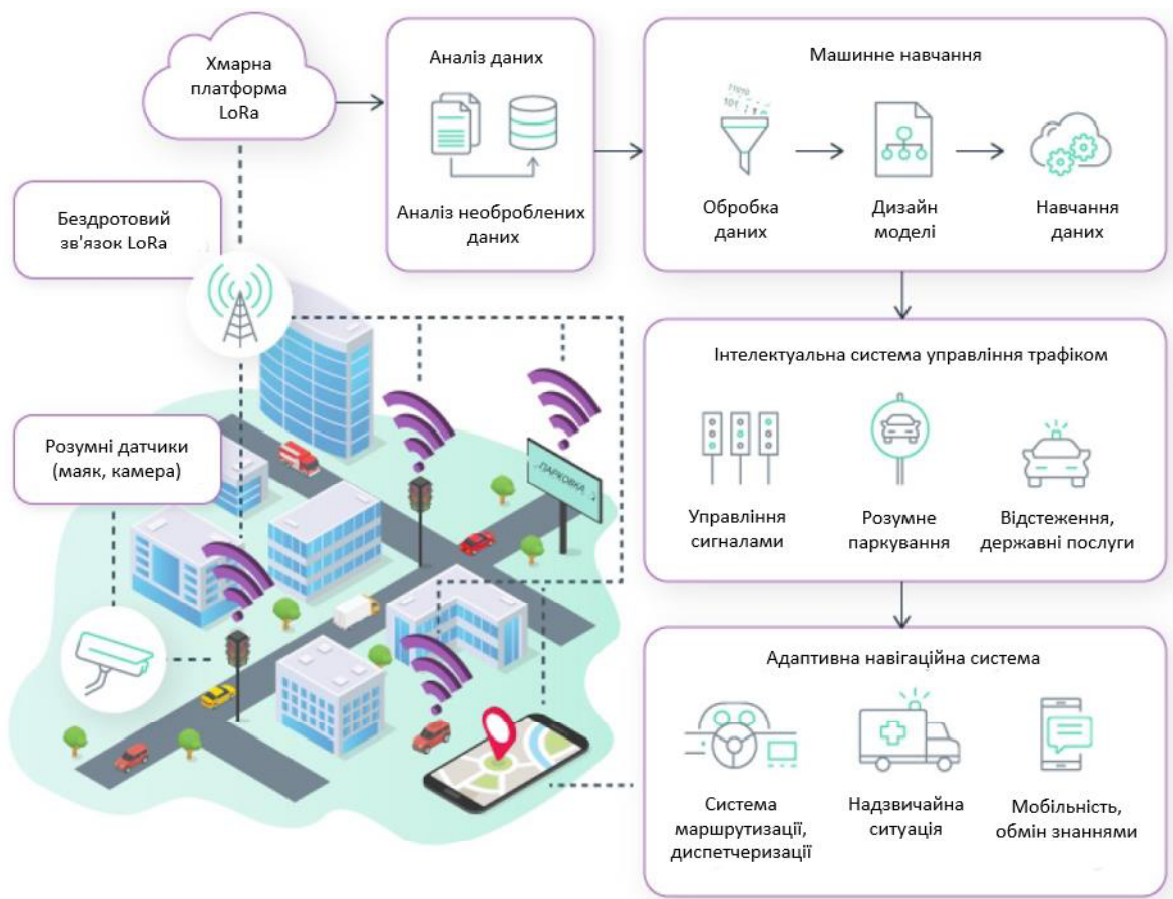 Хмарна
платформа
LoRa
Аналіз даних
Аналіз необроблених
даних
Машинне навчання
11010
101
Обробка
даних
Дизайн
моделі
Навчання
даних
Бездротовий
зв'язок LoRa
Розумні датчики
(маяк, камера)
ПАРКОВКА
Інтелектуальна система управління трафіком
Управління
сигналами
Розумне
паркування
Відстеження,
державні послуги
Адаптивна навігаційна система
Система
маршрутизації,
диспетчеризації
Надзвичайна
ситуація
Мобільність,
обмін знаннями